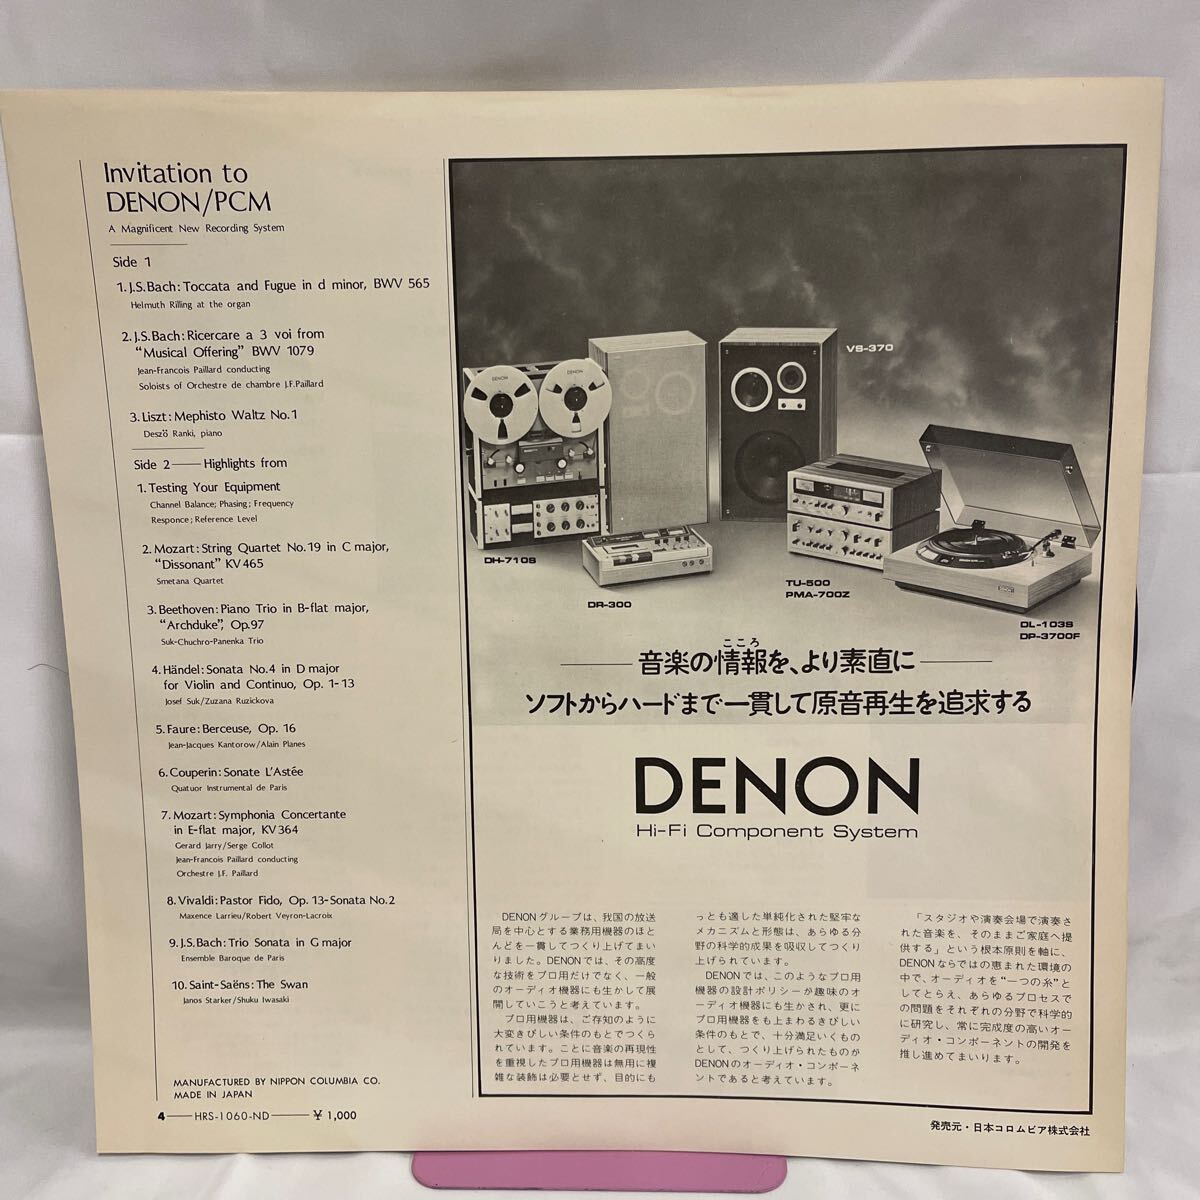 Invitation to
DENON/PCM
A Magnificent New Recording System
Side 1
1. J.S.Bach: Toccata and Fugue in d minor, BWV 565
Helmuth Rilling at the organ
2. J.S.Bach: Ricercare a 3 voi from
“Musical Offering” BWV 1079
Jean-Francois Paillard conducting
Soloists of Orchestre de chambre J.F.Paillard
3. Liszt: Mephisto Waltz No.1
Deszö Ranki, piano
Side 2 — Highlights from
1. Testing Your Equipment
Channel Balance; Phasing; Frequency
Responce; Reference Level
2. Mozart: String Quartet No.19 in C major,
“Dissonant” KV 465
Smetana Quartet
3. Beethoven: Piano Trio in B-flat major,
“Archduke”, Op.97
Suk-Chuchro-Panenka Trio
4. Händel: Sonata No.4 in D major
for Violin and Continuo, Op. 1-13
Josef Suk/Zuzana Ruzickova
5. Faure: Berceuse, Op. 16
Jean-Jacques Kantorow/Alain Planes
6. Couperin: Sonate L’Astée
Quatuor Instrumental de Paris
7. Mozart: Symphonia Concertante
in E-flat major, KV 364
Gerard Jarry/Serge Collot
Jean-Francois Paillard conducting
Orchestre J.F. Paillard
8. Vivaldi: Pastor Fido, Op. 13-Sonata No.2
Maxence Larrieu/Robert Veyron-Lacroix
9. J.S.Bach: Trio Sonata in G major
Ensemble Baroque de Paris
10. Saint-Saëns: The Swan
Janos Starker/Shuku Iwasaki
MANUFACTURED BY NIPPON COLUMBIA CO.
MADE IN JAPAN
4 — HRS-1060-ND — ¥ 1,000
DENON
DENON
VS-370
DH-710S
DR-300
TU-500
PMA-700Z
DL-103S
DP-3700F
こころ
音楽の情報を、より素直に
ソフトからハードまで一貫して原音再生を追求する
DENON
Hi-Fi Component System
DENONグループは、我国の放送
局を中心とする業務用機器のほと
んどを一貫してつくり上げてまい
りました。DENONでは、その高度
な技術をプロ用だけでなく、一般
のオーディオ機器にも生かして展
開していこうと考えています。
プロ用機器は、ご存知のように
大変きびしい条件のもとでつくら
れています。ことに音楽の再現性
を重視したプロ用機器は無用に複
雑な装飾は必要とせず、目的にも
っとも適した単純化された堅牢な
メカニズムと形態は、あらゆる分
野の科学的成果を吸収してつくり
上げられています。
DENONでは、このようなプロ用
機器の設計ポリシーが趣味のオ
ーディオ機器にも生かされ、更に
プロ用機器をも上まわるきびしい
条件のもとで、十分満足いくもの
として、つくり上げられたものが
DENONのオーディオ・コンポーネ
ントであると考えています。
「スタジオや演奏会場で演奏さ
れた音楽を、そのままご家庭へ提
供する」という根本原則を軸に、
DENONならではの恵まれた環境の
中で、オーディオを“一つの糸”と
してとらえ、あらゆるプロセスで
の問題をそれぞれの分野で科学的
に研究し、常に完成度の高いオー
ディオ・コンポーネントの開発を
推し進めてまいります。
発売元・日本コロムビア株式会社